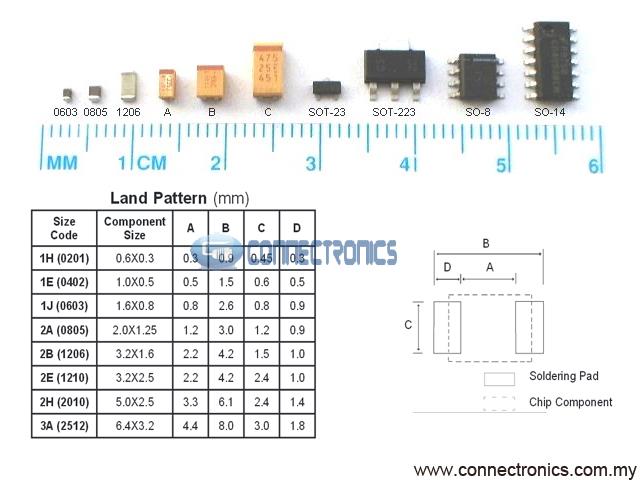 475
25E
651
0603 0805 1206 A B C SOT-23 SOT-223 SO-8 SO-14
MM 1 CM 2 3 4 5 6
Land Pattern (mm)
Size Code Component Size A B C D
1H (0201) 0.6X0.3 0.3 0.9 0.45 0.3
1E (0402) 1.0X0.5 0.5 1.5 0.6 0.5
1J (0603) 1.6X0.8 0.8 2.6 0.8 0.9
2A (0805) 2.0X1.25 1.2 3.0 1.2 0.9
2B (1206) 3.2X1.6 2.2 4.2 1.5 1.0
2E (1210) 3.2X2.5 2.2 4.2 2.4 1.0
2H (2010) 5.0X2.5 3.3 6.1 2.4 1.4
3A (2512) 6.4X3.2 4.4 8.0 3.0 1.8
CONNECTRONICS
B
D A
C
Soldering Pad
Chip Component
www.connectronics.com.my